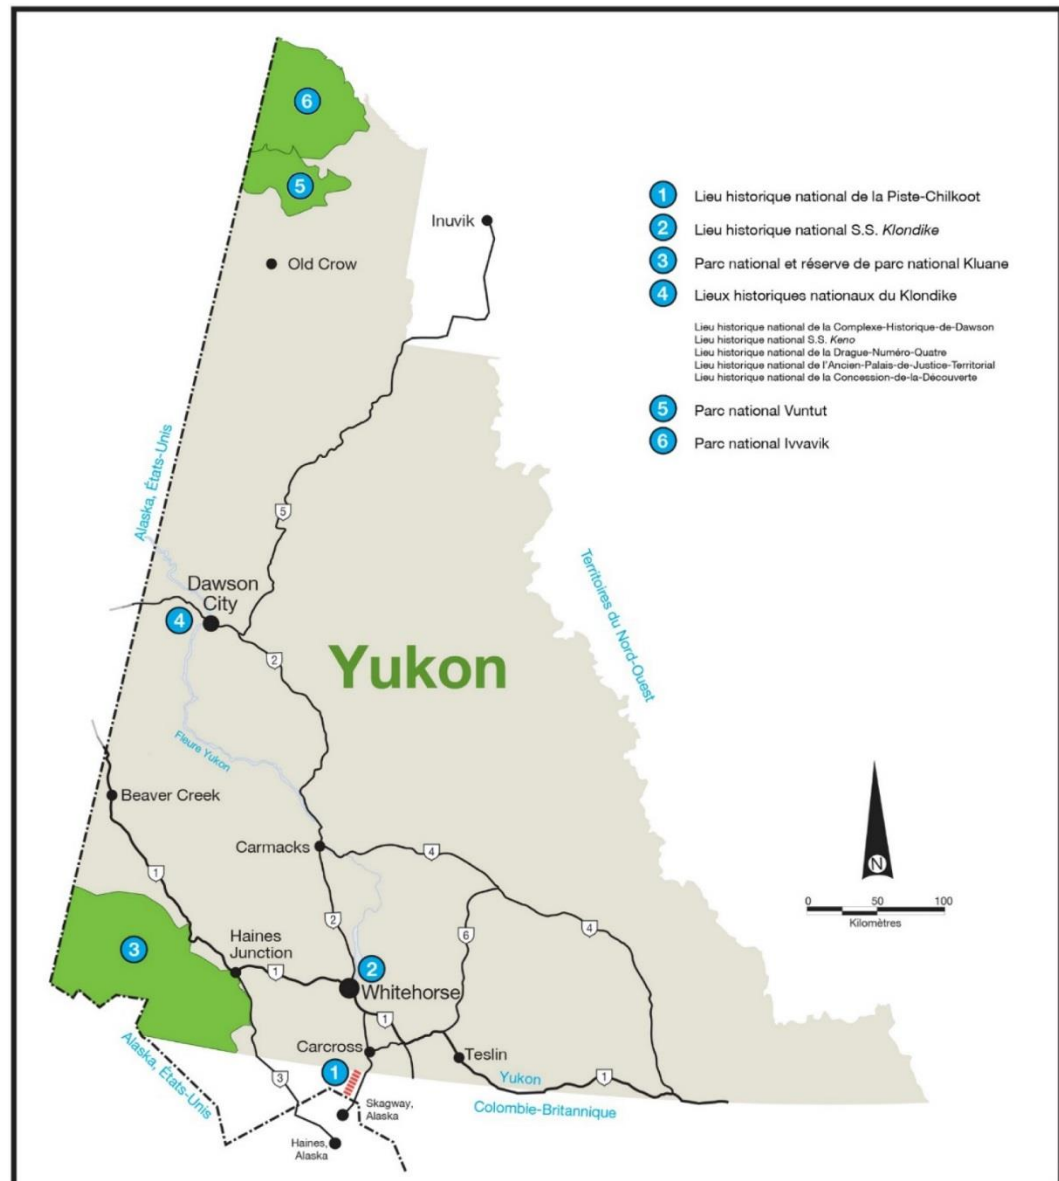 6
5
Inuvik
Old Crow
1 Lieu historique national de la Piste-Chilkoot
2 Lieu historique national S.S. Klondike
3 Parc national et réserve de parc national Kluane
4 Lieux historiques nationaux du Klondike
Lieu historique national de la Complexe-Historique-de-Dawson
Lieu historique national S.S. Keno
Lieu historique national de la Drague-Numéro-Quatre
Lieu historique national de l'Ancien-Palais-de-Justice-Territorial
Lieu historique national de la Concession-de-la-Découverte
5 Parc national Vuntut
6 Parc national Ivvavik
Alaska, États-Unis
5
Territoires du Nord-Ouest
Dawson
City
4
2
Yukon
Fleure Yukon
Beaver Creek
Carmacks
4
1
2
6
4
N
0 50 100
Kilomètres
3
Haines
Junction
1
2
Whitehorse
1
Carcross
Teslin
1
3
Yukon
1
Colombie-Britannique
Alaska, États-Unis
Skagway,
Alaska
Haines,
Alaska